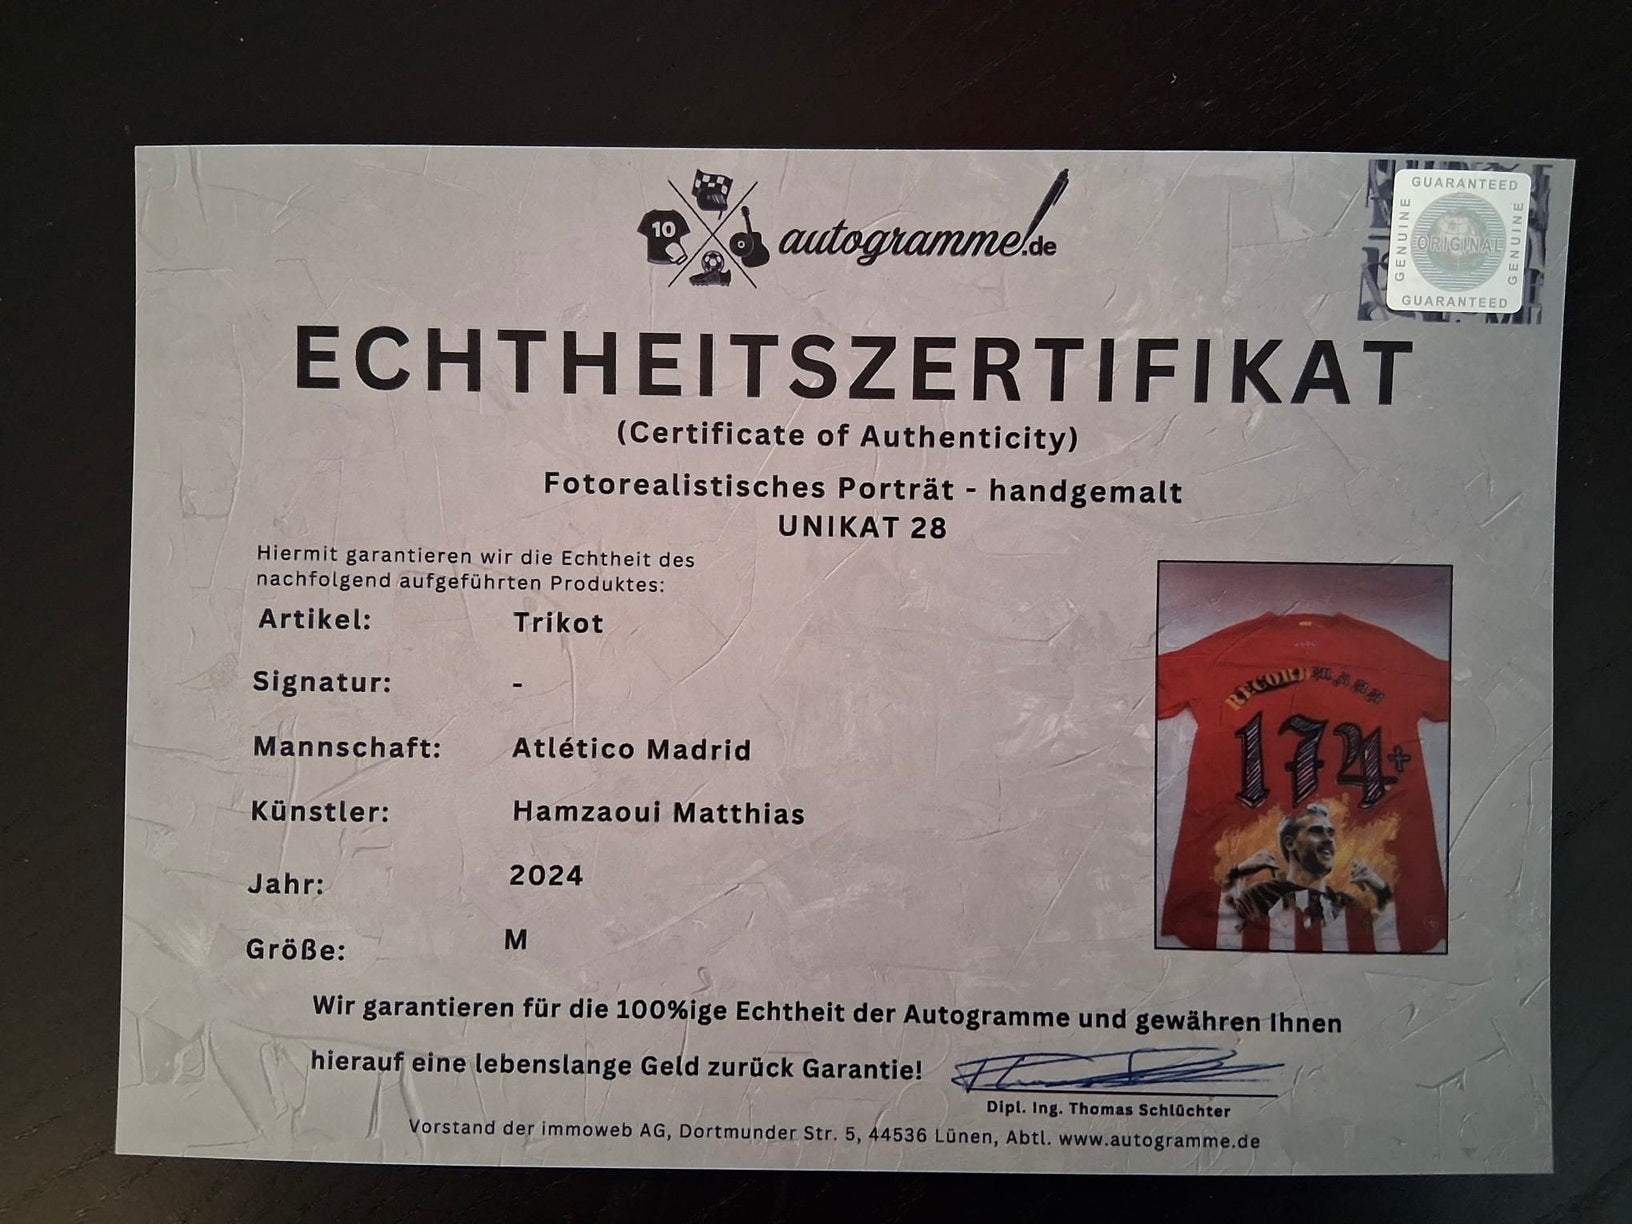 10
autogramme.de
GUARANTEED
GENUINE
ORIGINAL
GENUINE
GUARANTEED
ECHTHEITSZERTIFIKAT
(Certificate of Authenticity)
Fotorealistisches Porträt - handgemalt
UNIKAT 28
Hiermit garantieren wir die Echtheit des
nachfolgend aufgeführten Produktes:
Artikel: Trikot
Signatur: -
Mannschaft: Atlético Madrid
Künstler: Hamzaoui Matthias
Jahr: 2024
Größe: M
RECORDMANN
174+
Wir garantieren für die 100%ige Echtheit der Autogramme und gewähren Ihnen
hierauf eine lebenslange Geld zurück Garantie!
Dipl. Ing. Thomas Schlüchter
Vorstand der immoweb AG, Dortmunder Str. 5, 44536 Lünen, Abtl. www.autogramme.de